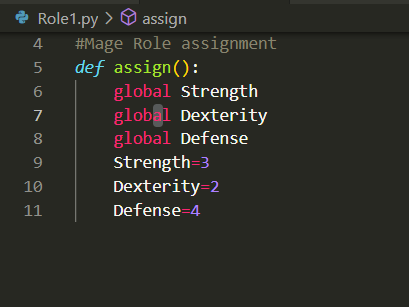 Role1.py > assign
4 #Mage Role assignment
5 def assign():
6 global Strength
7 global Dexterity
8 global Defense
9 Strength=3
10 Dexterity=2
11 Defense=4